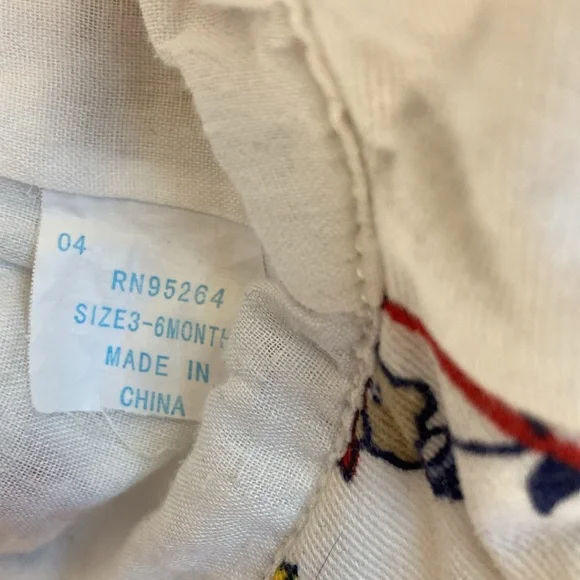 04
RN95264
SIZE3-6MONTH
MADE IN
CHINA